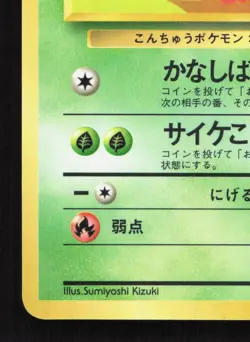 こんちゅうポケモン
かなしば
コインを投げて「お
次の相手の番、その
サイケこ
コインを投げて「お
状態にする。
にげる
弱点
Illus.Sumiyoshi Kizuki